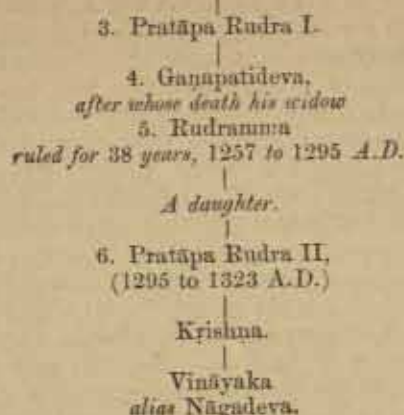 3. Pratāpa Rudra I.
4. Gaṇapatideva,
after whose death his widow
5. Rudramma
ruled for 38 years, 1257 to 1295 A.D.
A daughter.
6. Pratāpa Rudra II,
(1295 to 1323 A.D.)
Kṛishṇa.
Vināyaka
alias Nāgadeva.